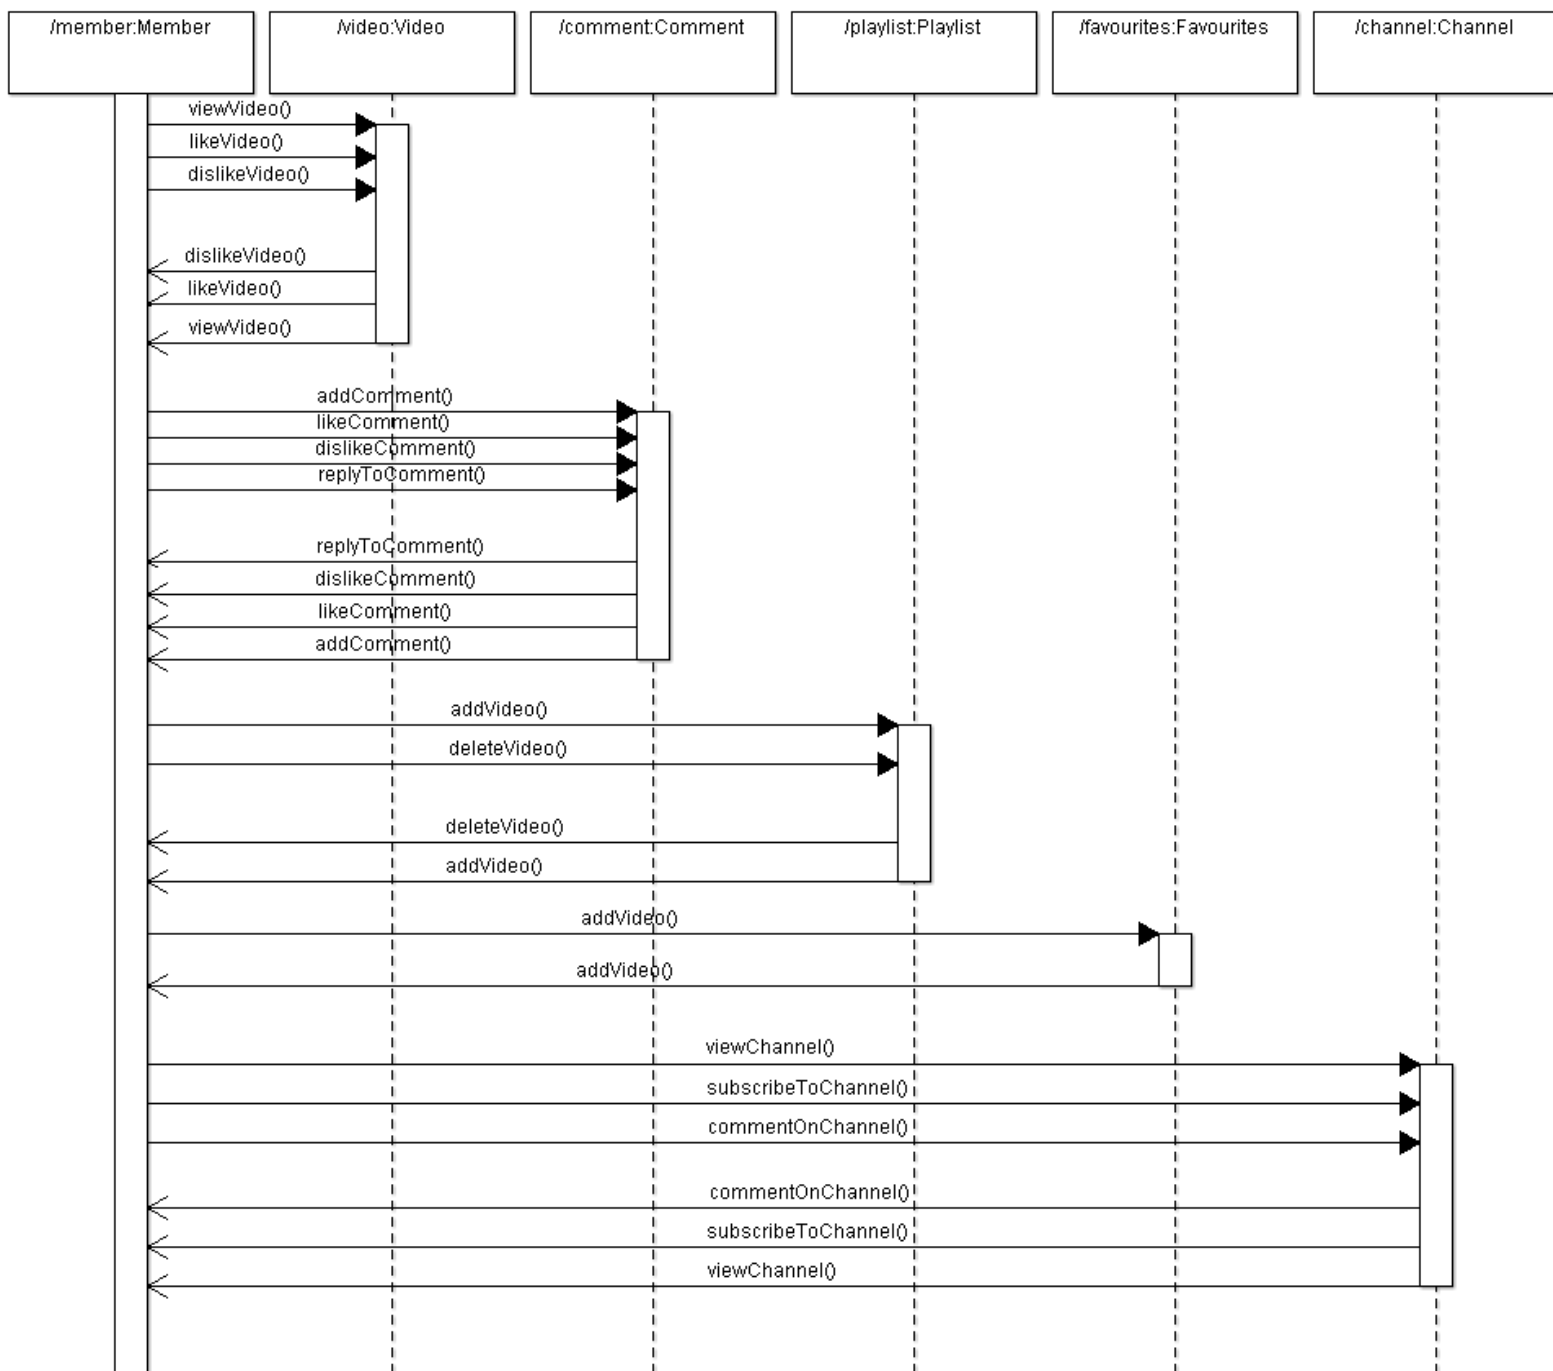 /member:Member
/video:Video
/comment:Comment
/playlist:Playlist
/favourites:Favourites
/channel:Channel
viewVideo()
likeVideo()
dislikeVideo()
dislikeVideo()
likeVideo()
viewVideo()
addComment()
likeComment()
dislikeComment()
replyToComment()
replyToComment()
dislikeComment()
likeComment()
addComment()
addVideo()
deleteVideo()
deleteVideo()
addVideo()
addVideo()
addVideo()
viewChannel()
subscribeToChannel()
commentOnChannel()
commentOnChannel()
subscribeToChannel()
viewChannel()